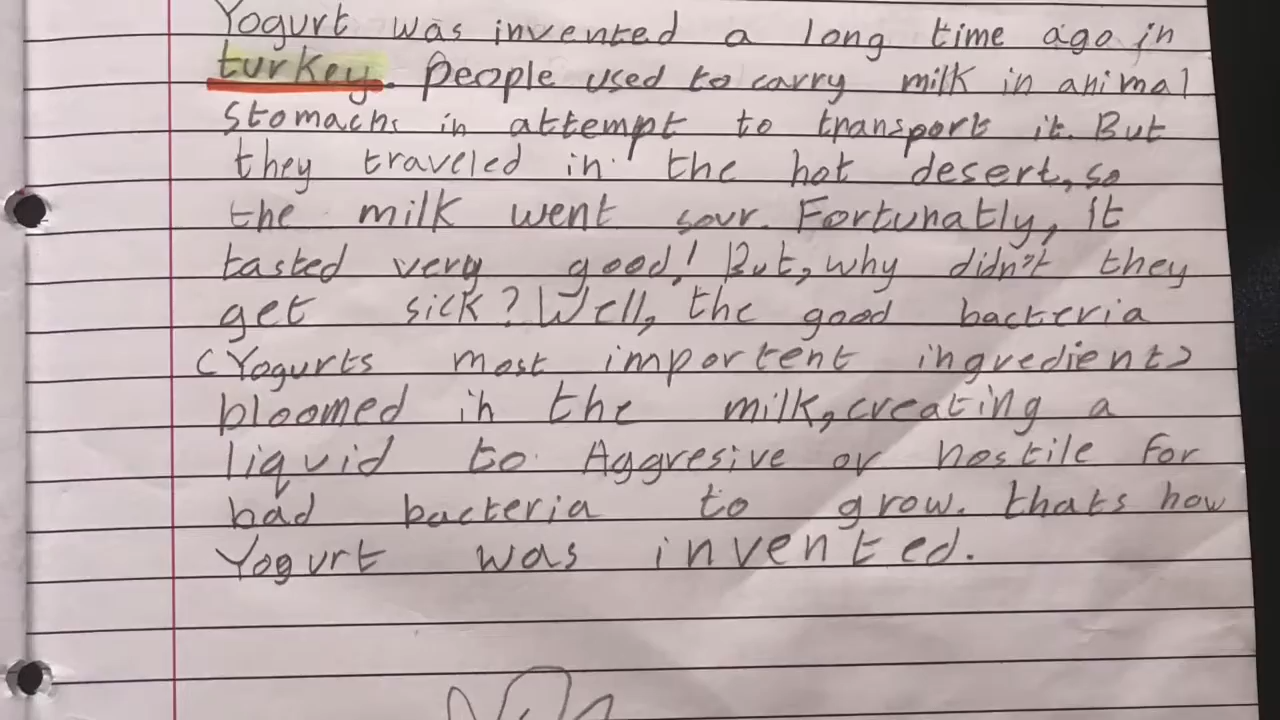 Yogurt was invented a long time ago in
turkey. People used to carry milk in animal
stomachs in attempt to transport it. But
they traveled in the hot desert, so
the milk went sour. Fortunatly, it
tasted very good! But, why didn't they
get sick? Well, the good bacteria
(Yogurts most importent ingredient)
bloomed in the milk, creating a
liquid to Aggresive or hostile for
bad bacteria to grow. thats how
Yogurt was invented.